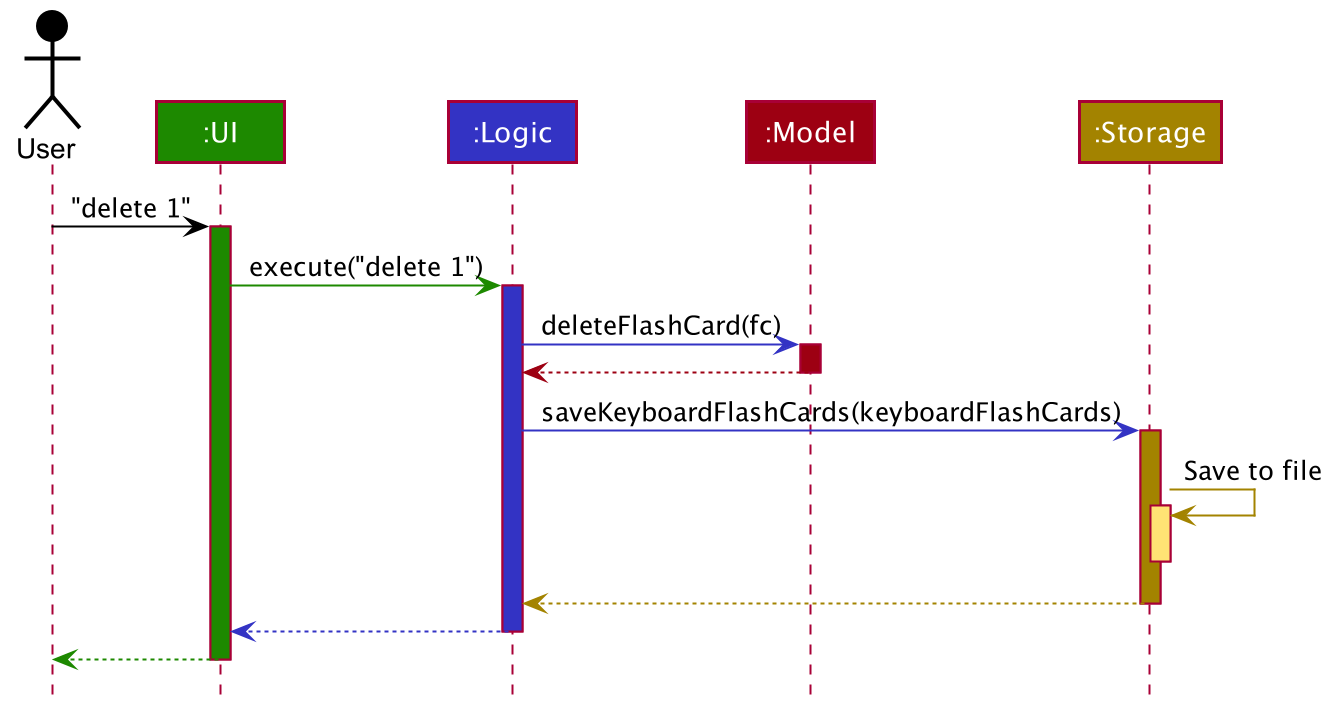 User
:UI
:Logic
:Model
:Storage
"delete 1"
execute("delete 1")
deleteFlashCard(fc)
saveKeyboardFlashCards(keyboardFlashCards)
Save to file